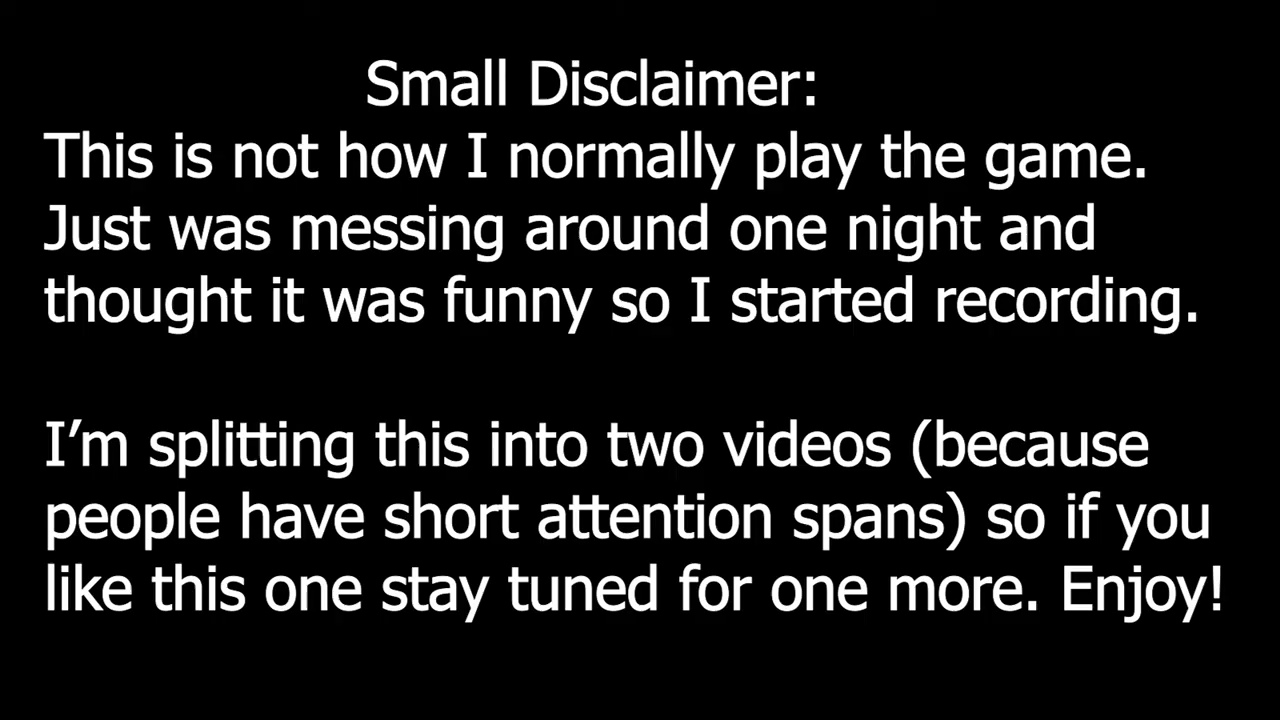 Small Disclaimer:
This is not how I normally play the game.
Just was messing around one night and
thought it was funny so I started recording.
I’m splitting this into two videos (because
people have short attention spans) so if you
like this one stay tuned for one more. Enjoy!